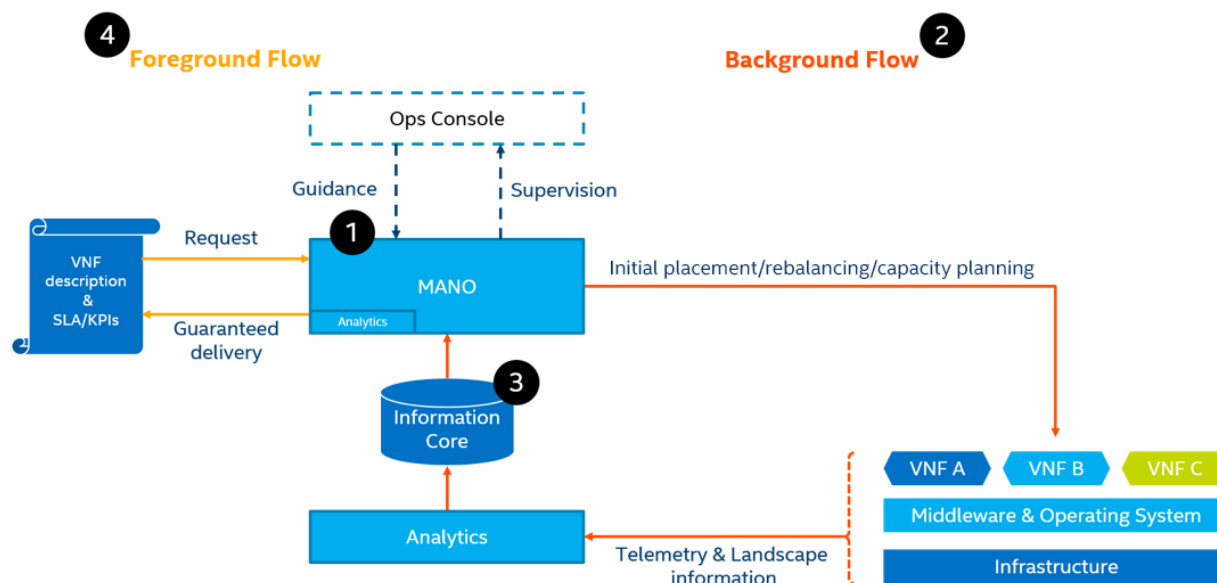 4
Foreground Flow
2
Background Flow
Ops Console
Guidance
Supervision
1
Request
VNF
description
&
SLA/KPIs
MANO
Initial placement/rebalancing/capacity planning
Analytics
Guaranteed
delivery
3
Information
Core
VNF A
VNF B
VNF C
Middleware & Operating System
Analytics
Telemetry & Landscape
information
Infrastructure